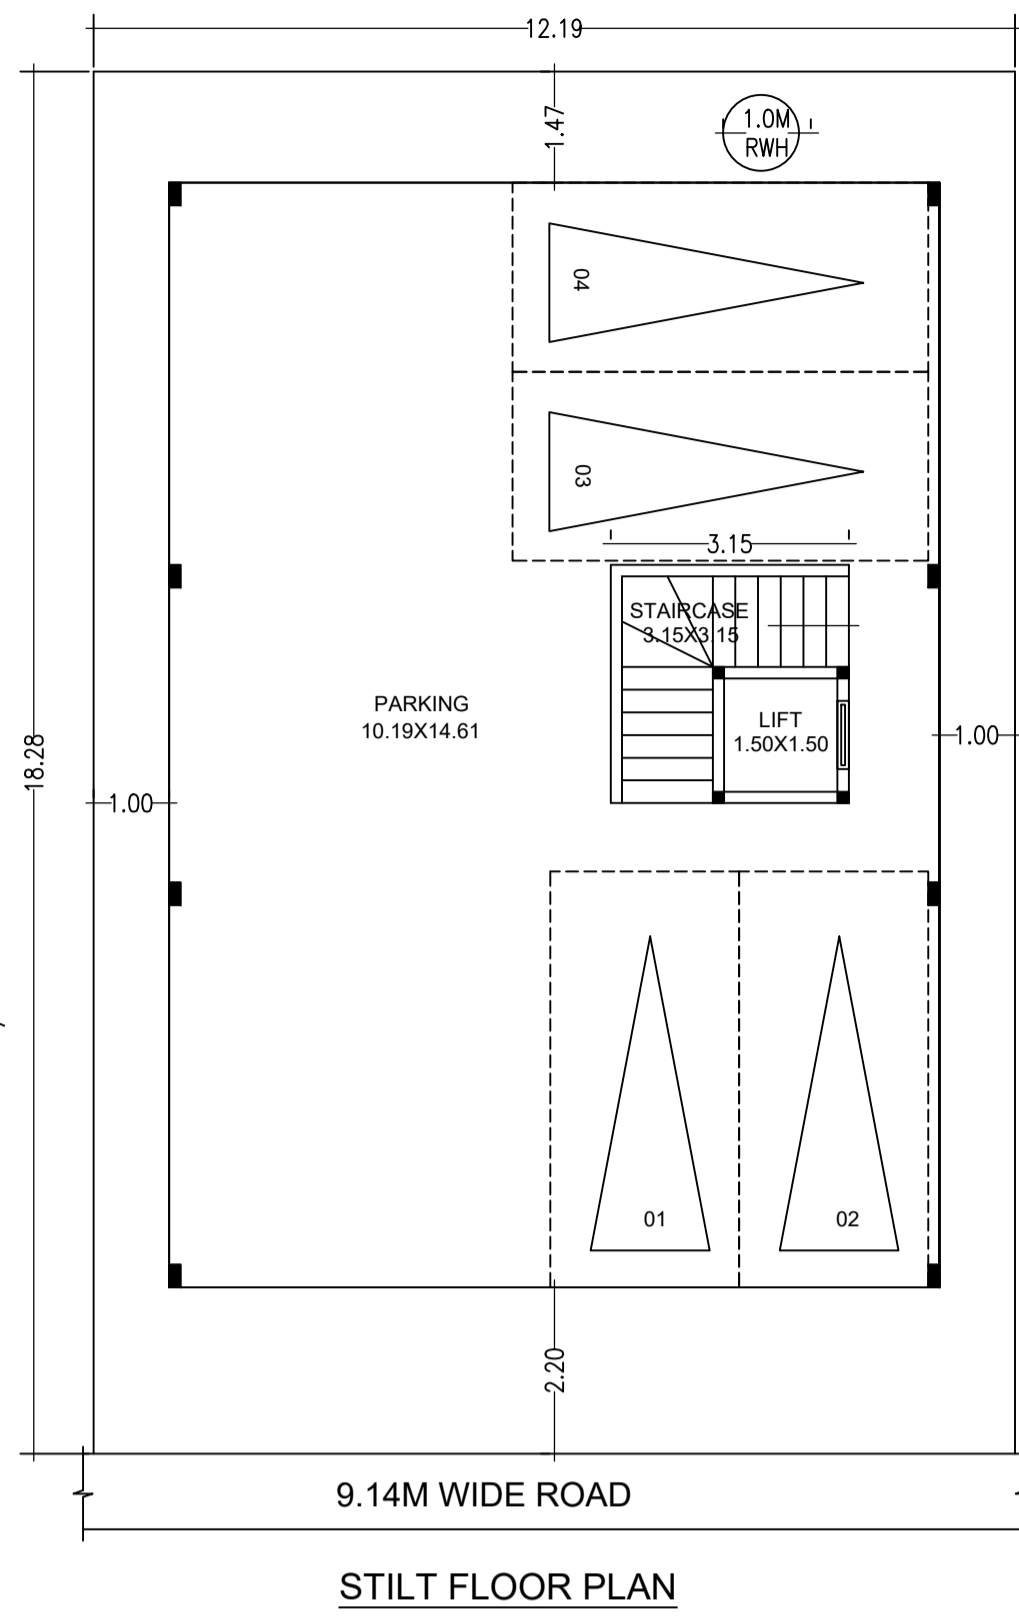 12.19
1.47
1.0M
RWH
04
03
3.15
STAIRCASE
3.15X3.15
PARKING
10.19X14.61
LIFT
1.50X1.50
18.28
1.00
1.00
01
02
2.20
9.14M WIDE ROAD
STILT FLOOR PLAN